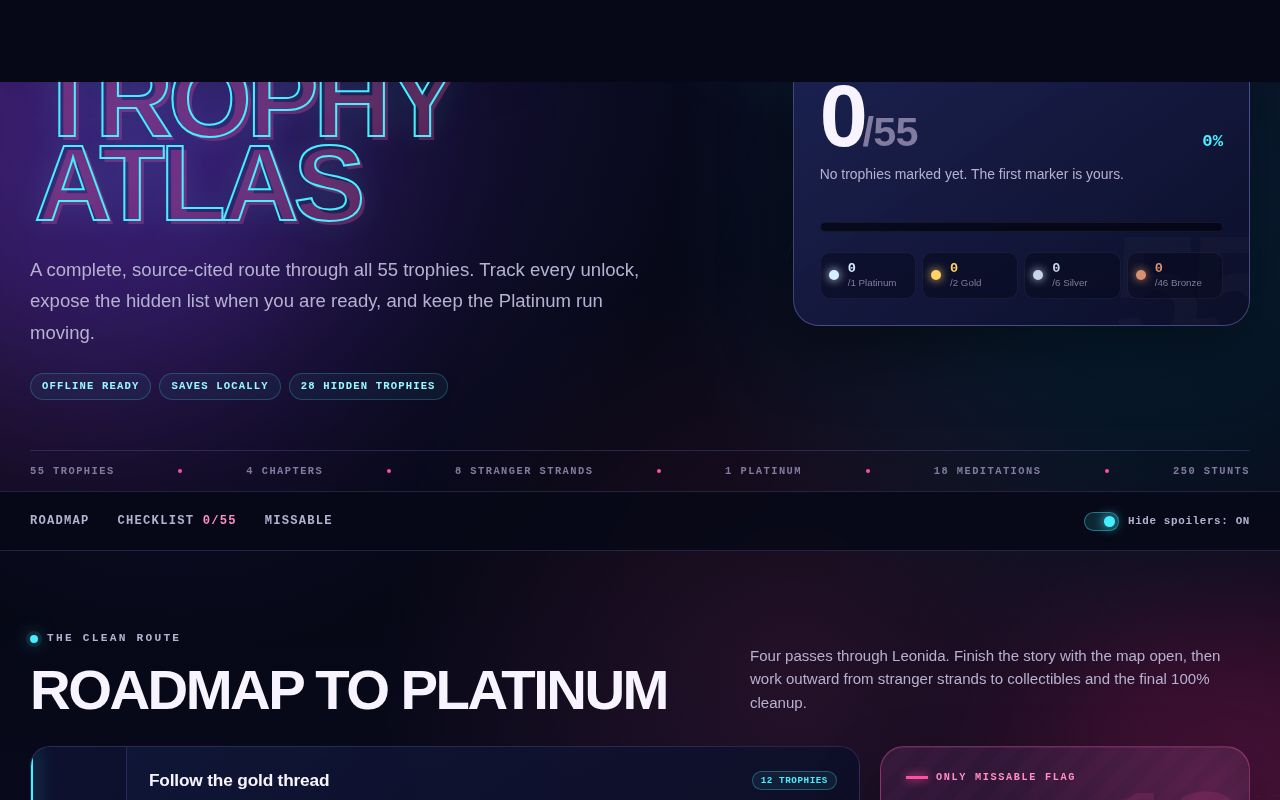 TROPHY
ATLAS
A complete, source-cited route through all 55 trophies. Track every unlock,
expose the hidden list when you are ready, and keep the Platinum run
moving.
OFFLINE READY
SAVES LOCALLY
28 HIDDEN TROPHIES
0/55
0%
No trophies marked yet. The first marker is yours.
0
/1 Platinum
0
/2 Gold
0
/6 Silver
0
/46 Bronze
55 TROPHIES
4 CHAPTERS
8 STRANGER STRANDS
1 PLATINUM
18 MEDITATIONS
250 STUNTS
ROADMAP
CHECKLIST 0/55
MISSABLE
Hide spoilers: ON
THE CLEAN ROUTE
ROADMAP TO PLATINUM
Four passes through Leonida. Finish the story with the map open, then
work outward from stranger strands to collectibles and the final 100%
cleanup.
Follow the gold thread
12 TROPHIES
ONLY MISSABLE FLAG